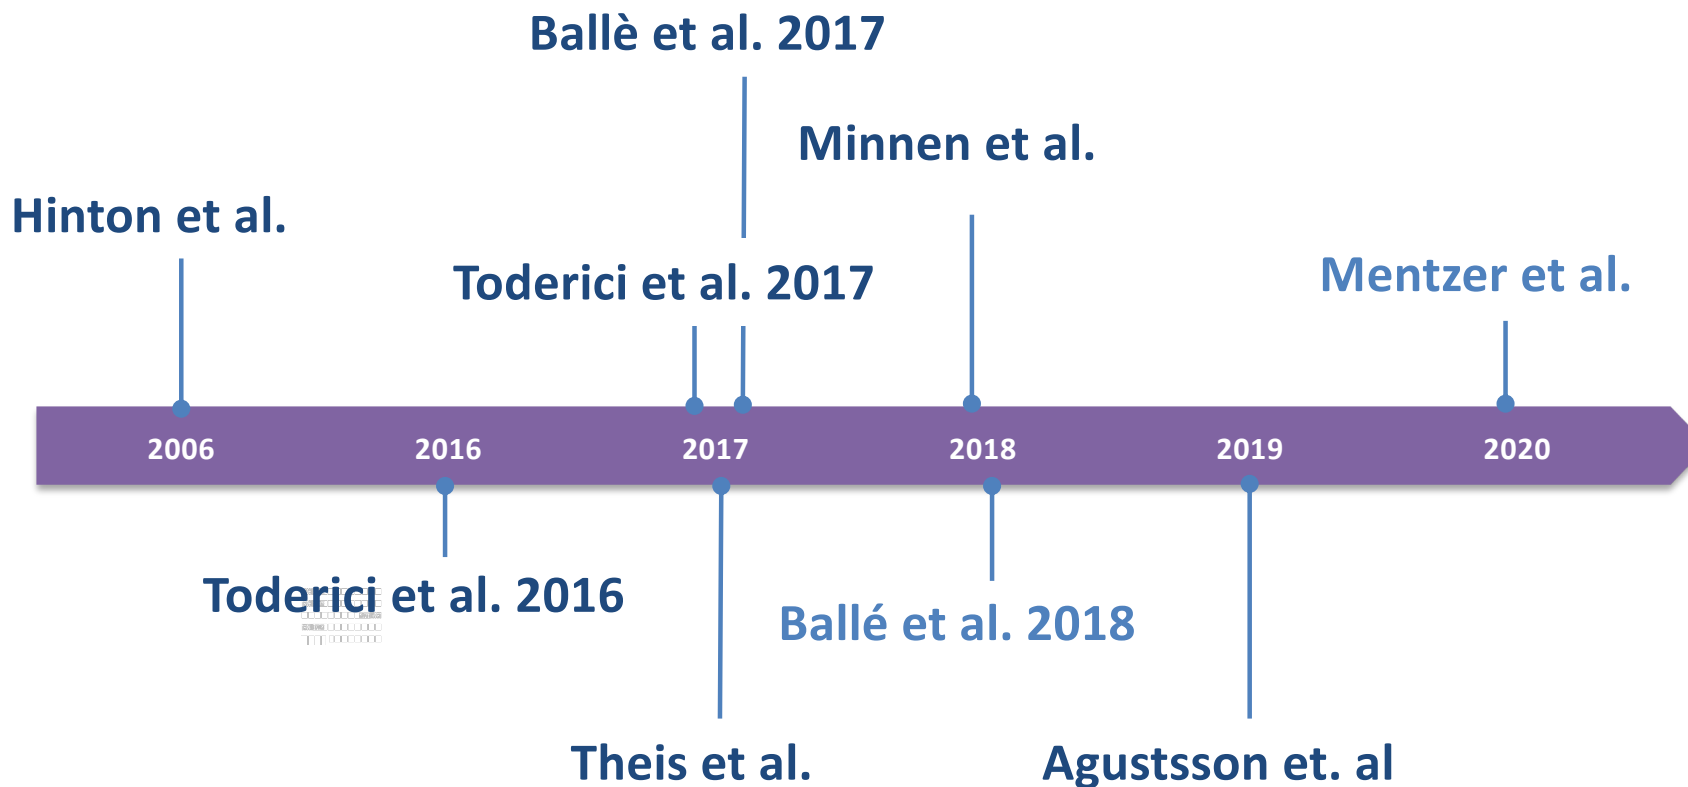 Ballè et al. 2017
Minnen et al.
Hinton et al.
Toderici et al. 2017
Mentzer et al.
2006
2016
2017
2018
2019
2020
Toderici et al. 2016
Ballé et al. 2018
Theis et al.
Agustsson et. al